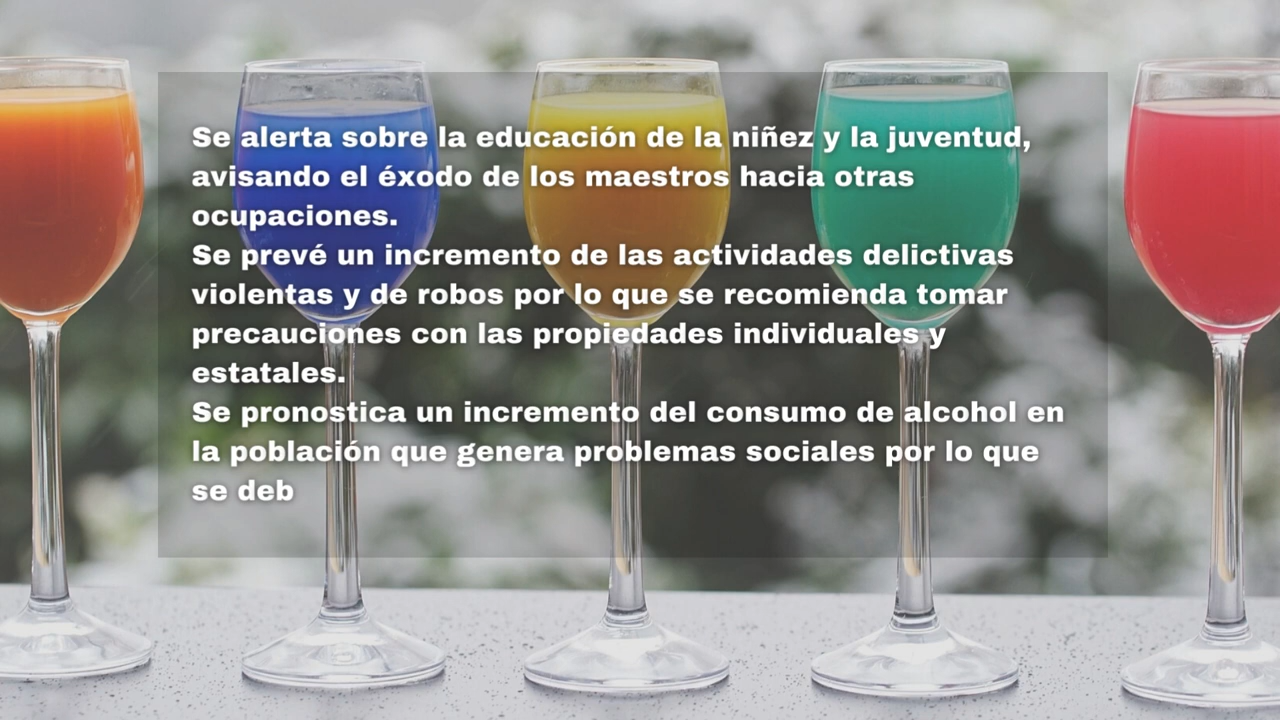 Se alerta sobre la educación de la niñez y la juventud,
avisando el éxodo de los maestros hacia otras
ocupaciones.
Se prevé un incremento de las actividades delictivas
violentas y de robos por lo que se recomienda tomar
precauciones con las propiedades individuales y
estatales.
Se pronostica un incremento del consumo de alcohol en
la población que genera problemas sociales por lo que
se deb